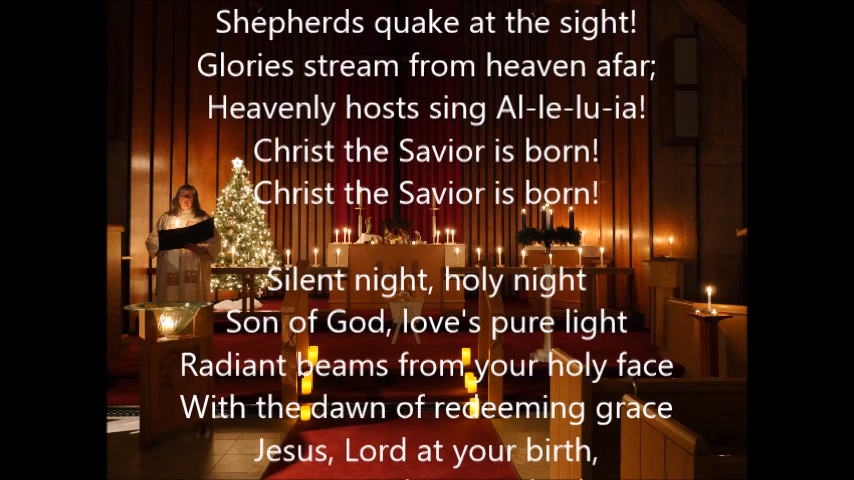 Shepherds quake at the sight!
Glories stream from heaven afar;
Heavenly hosts sing Al-le-lu-ia!
Christ the Savior is born!
Christ the Savior is born!
Silent night, holy night
Son of God, love's pure light
Radiant beams from your holy face
With the dawn of redeeming grace
Jesus, Lord at your birth,